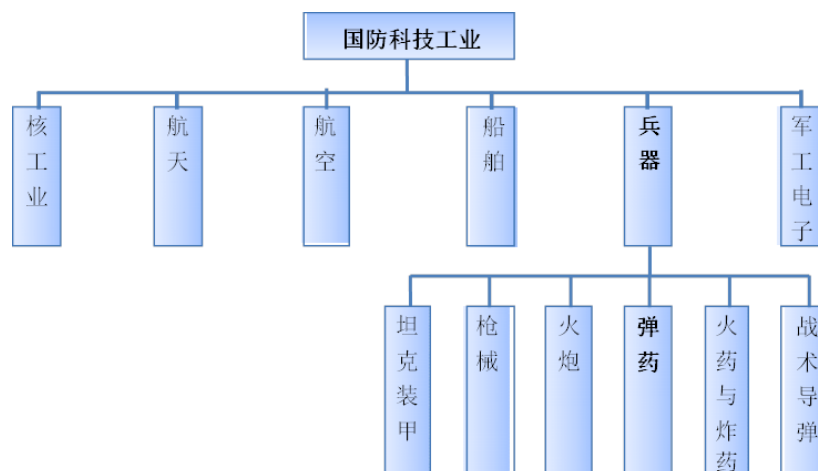 国防科技工业
核工业
航天
航空
船舶
兵器
军工电子
坦克装甲
枪械
火炮
弹药
火药与炸药
战术导弹